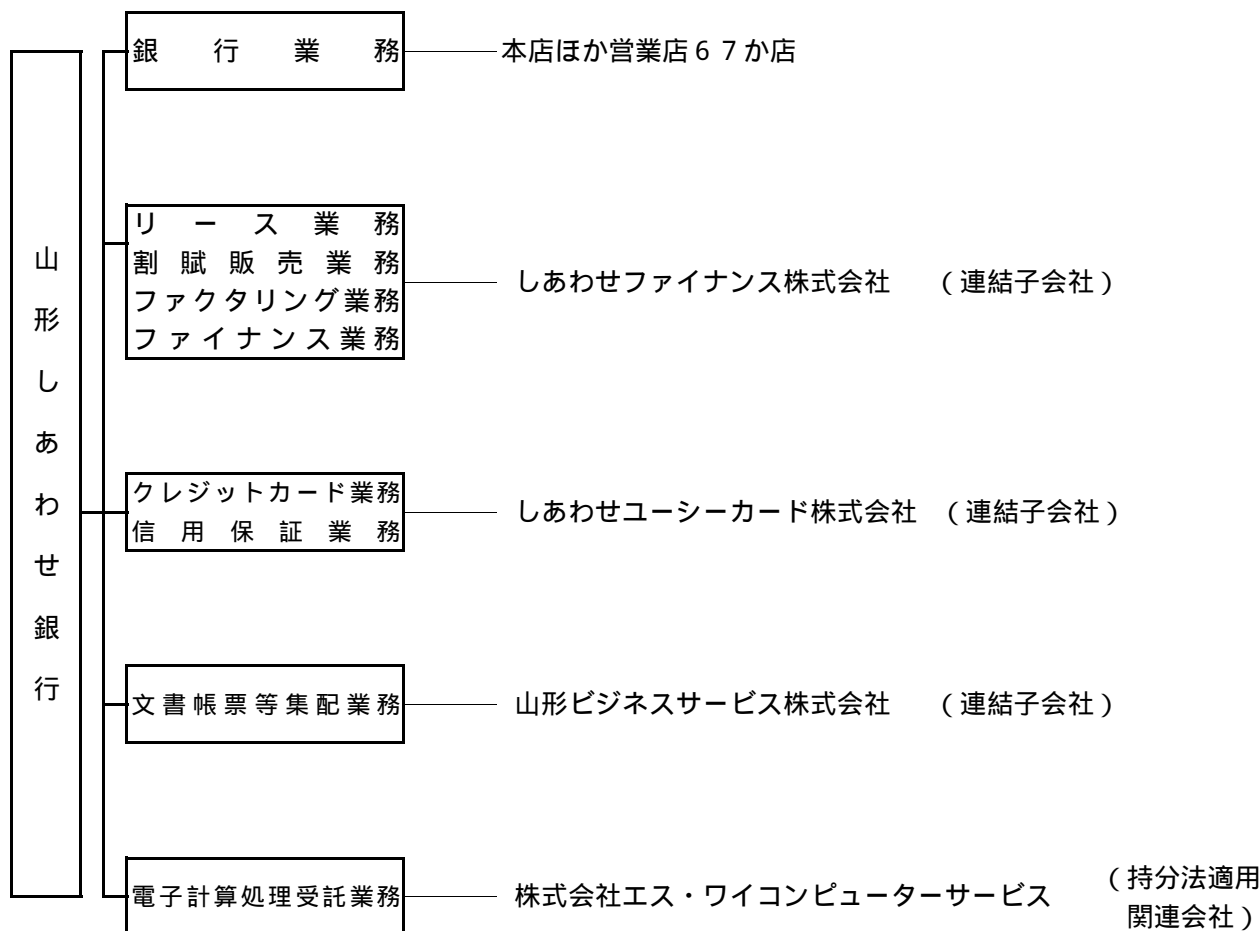 山形しあわせ銀行
銀行業務 本店ほか営業店67か店
リース業務
割賦販売業務
ファクタリング業務
ファイナンス業務
しあわせファイナンス株式会社 (連結子会社)
クレジットカード業務
信用保証業務
しあわせユーシーカード株式会社 (連結子会社)
文書帳票等集配業務 山形ビジネスサービス株式会社 (連結子会社)
電子計算処理受託業務 株式会社エス・ワイコンピューターサービス
(持分法適用
関連会社)